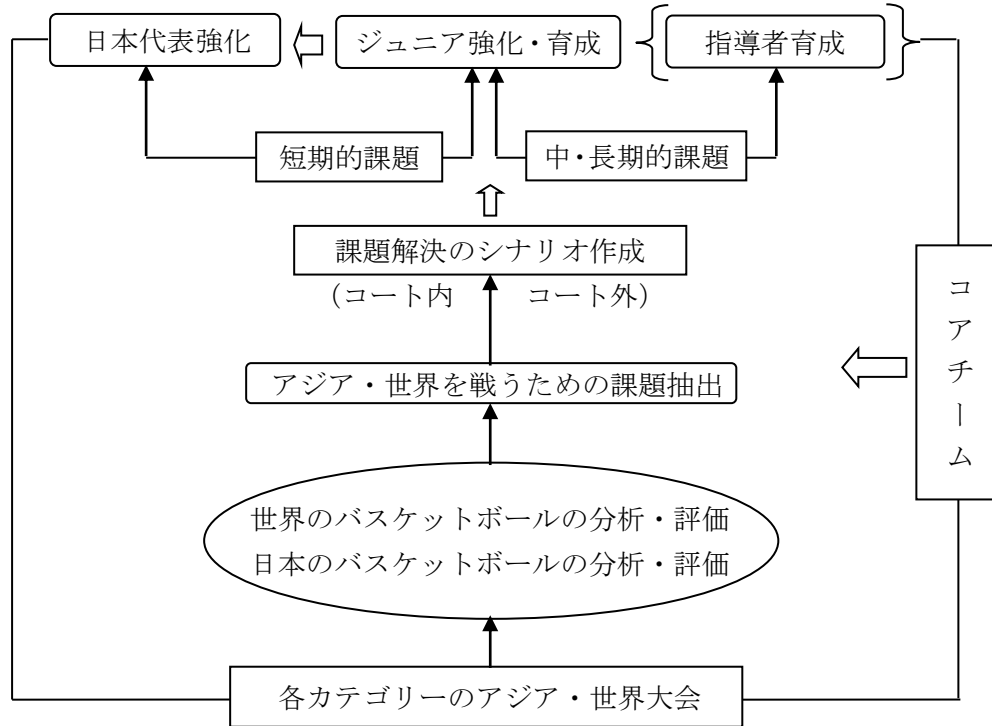 日本代表強化
ジュニア強化・育成
指導者育成
短期的課題
中・長期的課題
課題解決のシナリオ作成
（コート内　コート外）
コアチーム
アジア・世界を戦うための課題抽出
世界のバスケットボールの分析・評価
日本のバスケットボールの分析・評価
各カテゴリーのアジア・世界大会